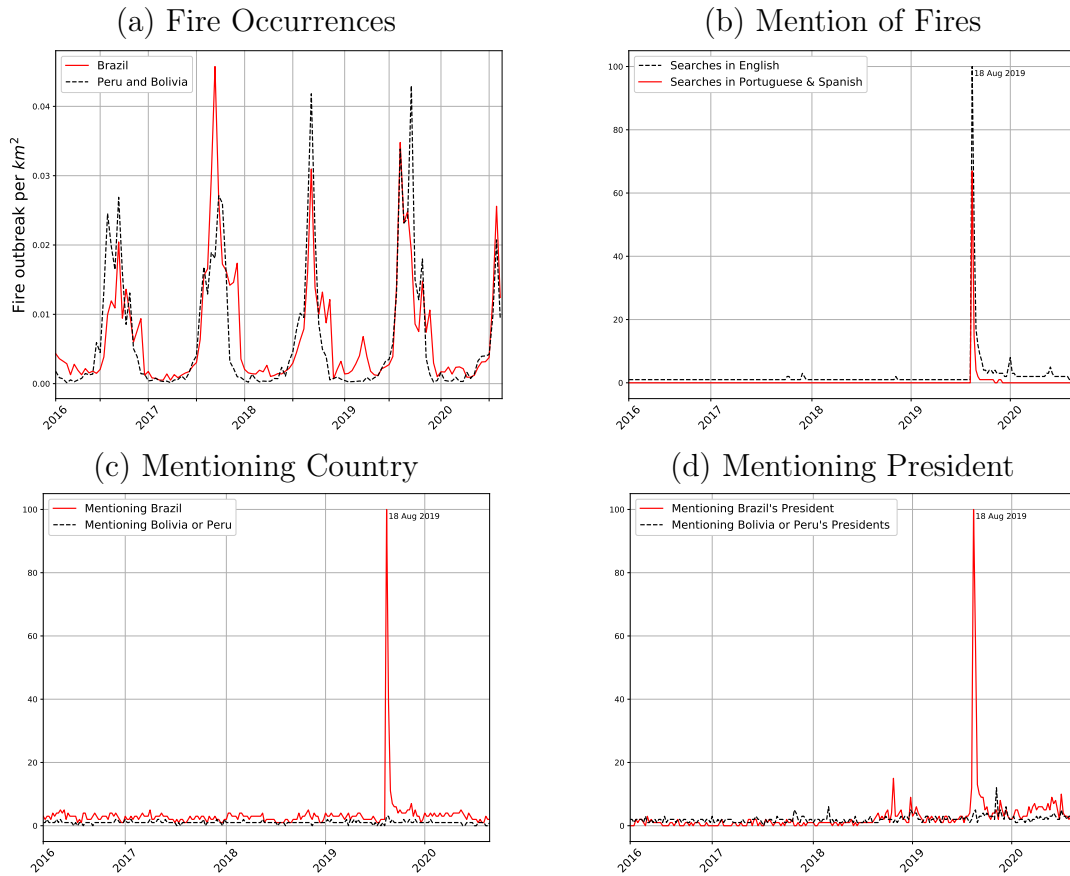 (a) Fire Occurrences
Brazil
Peru and Bolivia
Fire outbreak per km²
0.04
0.03
0.02
0.01
0.00
2016
2017
2018
2019
2020
(b) Mention of Fires
Searches in English
Searches in Portuguese & Spanish
18 Aug 2019
100
80
60
40
20
0
2016
2017
2018
2019
2020
(c) Mentioning Country
Mentioning Brazil
Mentioning Bolivia or Peru
18 Aug 2019
100
80
60
40
20
0
2016
2017
2018
2019
2020
(d) Mentioning President
Mentioning Brazil's President
Mentioning Bolivia or Peru's Presidents
18 Aug 2019
100
80
60
40
20
0
2016
2017
2018
2019
2020